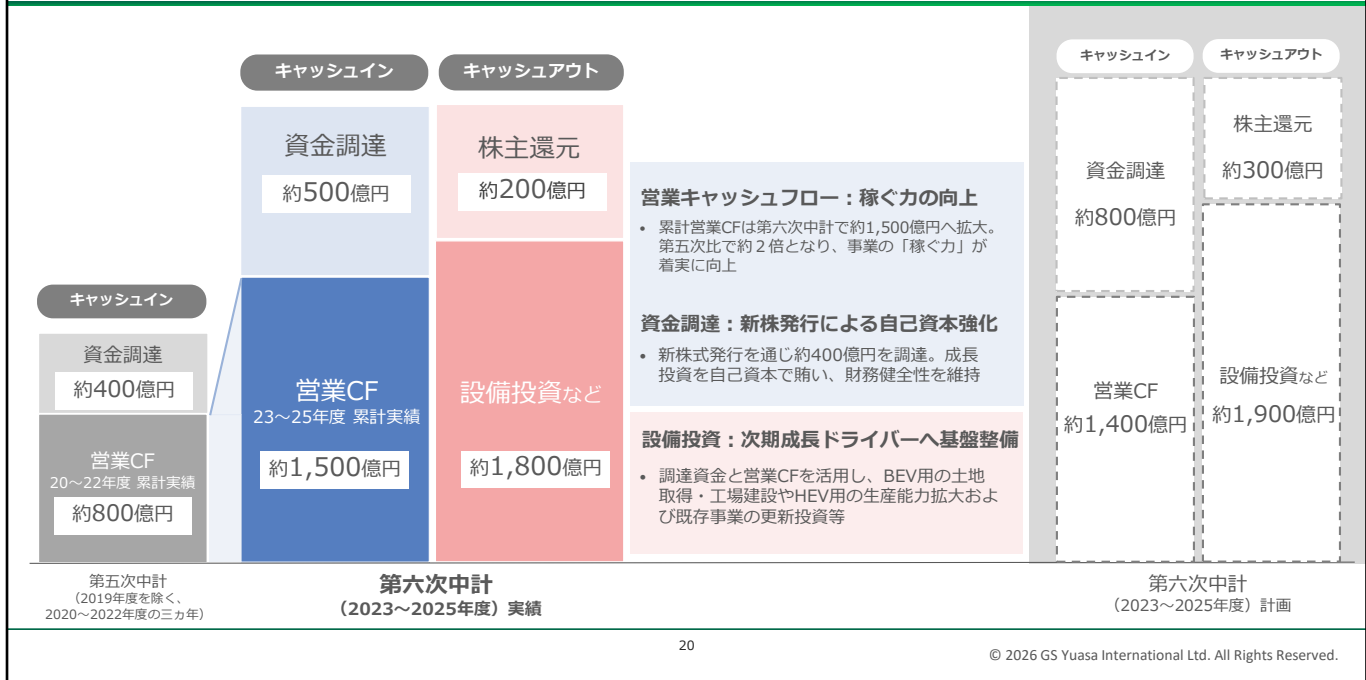 キャッシュイン
資金調達
約400億円
営業CF
20～22年度 累計実績
約800億円
第五次中計
（2019年度を除く、
2020～2022年度の三ヵ年）
キャッシュイン
資金調達
約500億円
営業CF
23～25年度 累計実績
約1,500億円
キャッシュアウト
株主還元
約200億円
設備投資など
約1,800億円
第六次中計
（2023～2025年度）実績
営業キャッシュフロー：稼ぐ力の向上
• 累計営業CFは第六次中計で約1,500億円へ拡大。
第五次比で約２倍となり、事業の「稼ぐ力」が
着実に向上
資金調達：新株発行による自己資本強化
• 新株式発行を通じ約400億円を調達。成長
投資を自己資本で賄い、財務健全性を維持
設備投資：次期成長ドライバーへ基盤整備
• 調達資金と営業CFを活用し、BEV用の土地
取得・工場建設やHEV用の生産能力拡大およ
び既存事業の更新投資等
キャッシュイン
資金調達
約800億円
営業CF
約1,400億円
キャッシュアウト
株主還元
約300億円
設備投資など
約1,900億円
第六次中計
（2023～2025年度）計画
20
© 2026 GS Yuasa International Ltd. All Rights Reserved.